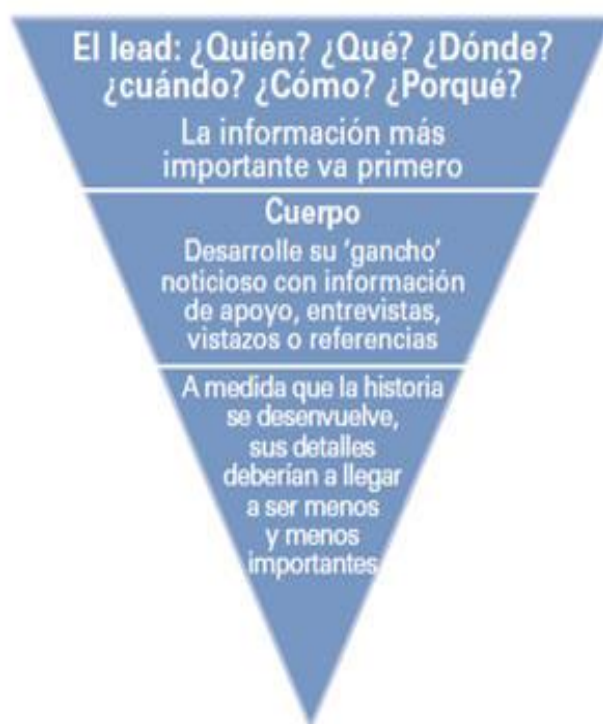 El lead: ¿Quién? ¿Qué? ¿Dónde?
¿cuándo? ¿Cómo? ¿Porqué?
La información más
importante va primero
Cuerpo
Desarrolle su ‘gancho’
noticioso con información
de apoyo, entrevistas,
vistazos o referencias
A medida que la historia
se desenvuelve,
sus detalles
deberían a llegar
a ser menos
y menos
importantes